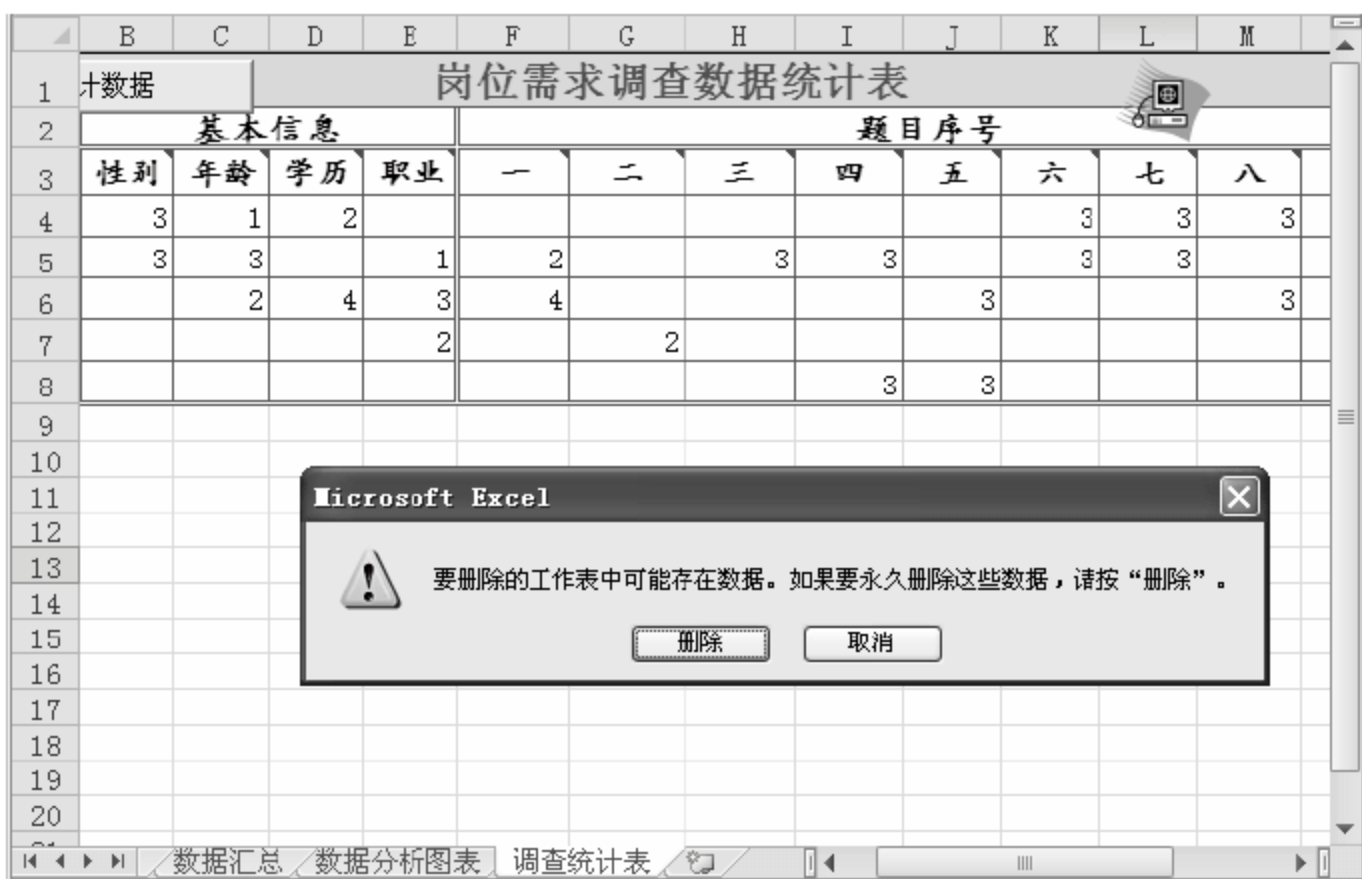 B C D E F G H I J K L M
1 计数据 岗位需求调查数据统计表
2 基本信息 题目序号
3 性别 年龄 学历 职业 一 二 三 四 五 六 七 八
4 3 1 2 3 3 3
5 3 3 1 2 3 3 3 3
6 2 4 3 4 3 3
7 2 2
8 3 3
9
10
11
12
13
14
15
16
17
18
19
20
Microsoft Excel
要删除的工作表中可能存在数据。如果要永久删除这些数据，请按“删除”。
删除 取消
数据汇总 数据分析图表 调查统计表